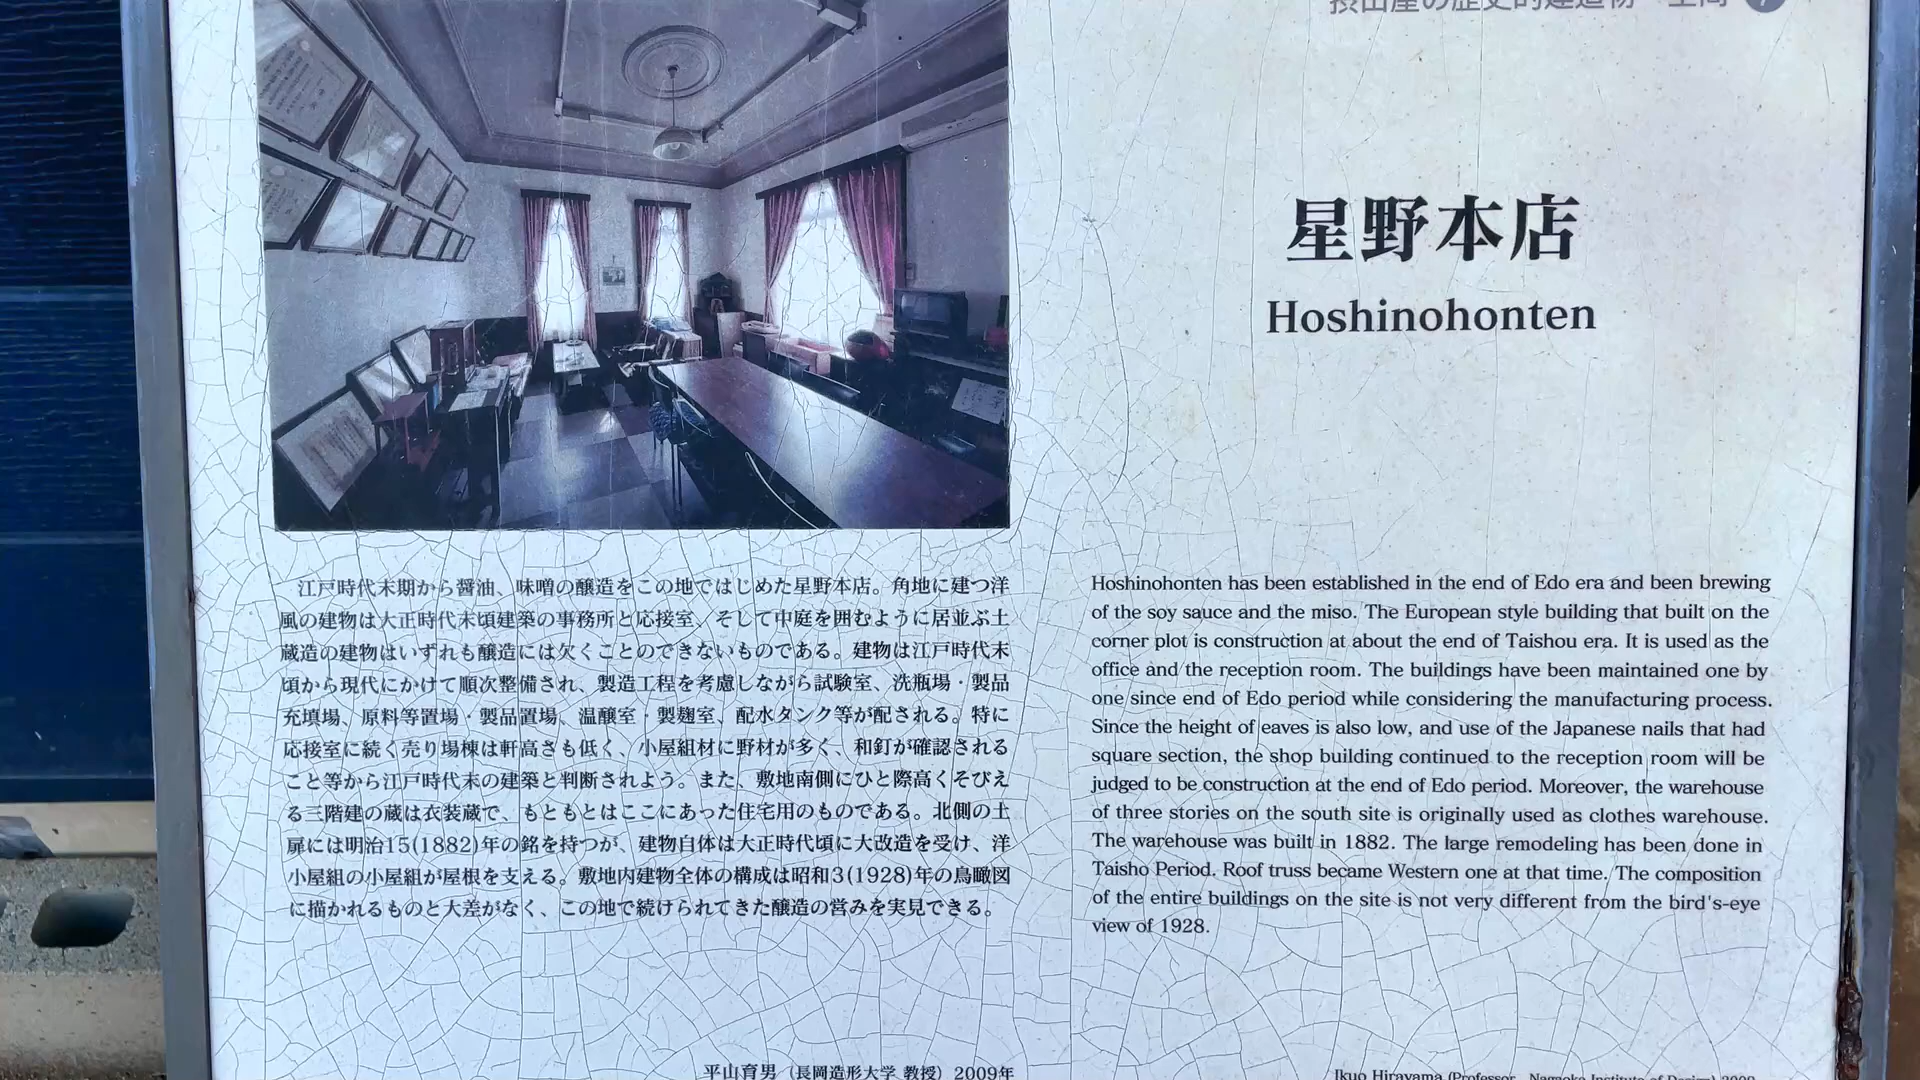 摂田屋の歴史的建造物・空間 7
星野本店
Hoshinohonten
江戸時代末期から醤油、味噌の醸造をこの地ではじめた星野本店。角地に建つ洋
風の建物は大正時代末頃建築の事務所と応接室、そして中庭を囲むように居並ぶ土
蔵造の建物はいずれも醸造には欠くことのできないものである。建物は江戸時代末
頃から現代にかけて順次整備され、製造工程を考慮しながら試験室、洗瓶場・製品
充填場、原料等置場・製品置場、温醸室・製麹室、配水タンク等が配される。特に
応接室に続く売り場棟は軒高さも低く、小屋組材に野材が多く、和釘が確認される
こと等から江戸時代末の建築と判断されよう。また、敷地南側にひと際高くそびえ
る三階建の蔵は衣装蔵で、もともとはここにあった住宅用のものである。北側の土
扉には明治15(1882)年の銘を持つが、建物自体は大正時代頃に大改造を受け、洋
小屋組の小屋組が屋根を支える。敷地内建物全体の構成は昭和3(1928)年の鳥瞰図
に描かれるものと大差がなく、この地で続けられてきた醸造の営みを実見できる。
平山育男（長岡造形大学 教授）2009年
Hoshinohonten has been established in the end of Edo era and been brewing
of the soy sauce and the miso. The European style building that built on the
corner plot is construction at about the end of Taishou era. It is used as the
office and the reception room. The buildings have been maintained one by
one since end of Edo period while considering the manufacturing process.
Since the height of eaves is also low, and use of the Japanese nails that had
square section, the shop building continued to the reception room will be
judged to be construction at the end of Edo period. Moreover, the warehouse
of three stories on the south site is originally used as clothes warehouse.
The warehouse was built in 1882. The large remodeling has been done in
Taisho Period. Roof truss became Western one at that time. The composition
of the entire buildings on the site is not very different from the bird's-eye
view of 1928.
Ikuo Hirayama (Professor, Nagaoka Institute of Design) 2009